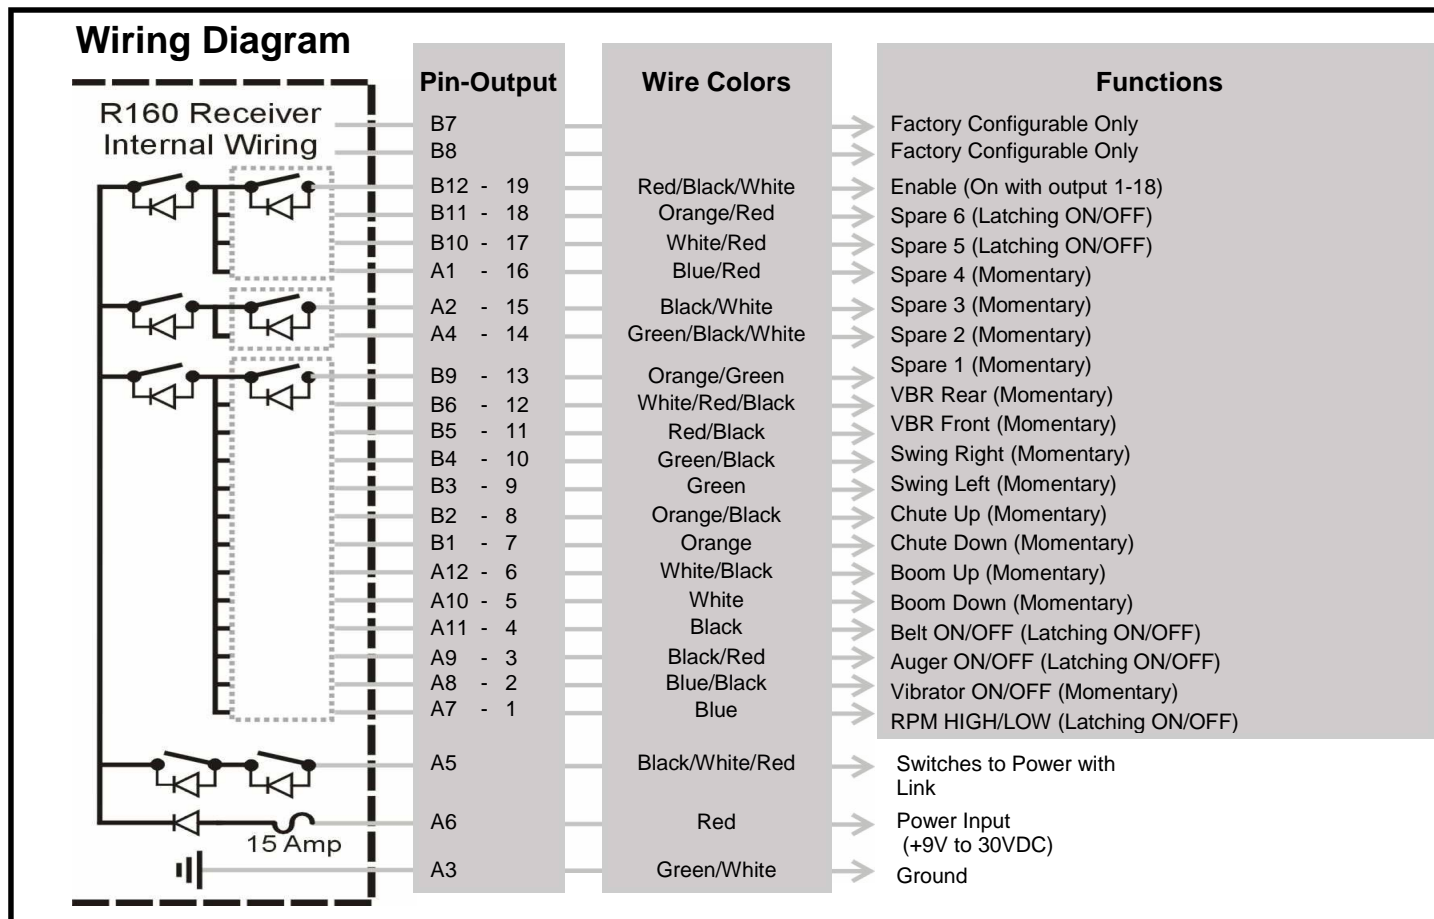 Wiring Diagram
R160 Receiver
Internal Wiring
Pin-Output Wire Colors Functions
B7 Factory Configurable Only
B8 Factory Configurable Only
B12 - 19 Red/Black/White Enable (On with output 1-18)
B11 - 18 Orange/Red Spare 6 (Latching ON/OFF)
B10 - 17 White/Red Spare 5 (Latching ON/OFF)
A1 - 16 Blue/Red Spare 4 (Momentary)
A2 - 15 Black/White Spare 3 (Momentary)
A4 - 14 Green/Black/White Spare 2 (Momentary)
B9 - 13 Orange/Green Spare 1 (Momentary)
B6 - 12 White/Red/Black VBR Rear (Momentary)
B5 - 11 Red/Black VBR Front (Momentary)
B4 - 10 Green/Black Swing Right (Momentary)
B3 - 9 Green Swing Left (Momentary)
B2 - 8 Orange/Black Chute Up (Momentary)
B1 - 7 Orange Chute Down (Momentary)
A12 - 6 White/Black Boom Up (Momentary)
A10 - 5 White Boom Down (Momentary)
A11 - 4 Black Belt ON/OFF (Latching ON/OFF)
A9 - 3 Black/Red Auger ON/OFF (Latching ON/OFF)
A8 - 2 Blue/Black Vibrator ON/OFF (Momentary)
A7 - 1 Blue RPM HIGH/LOW (Latching ON/OFF)
A5 Black/White/Red Switches to Power with
Link
15 Amp
A6 Red Power Input
(+9V to 30VDC)
A3 Green/White Ground